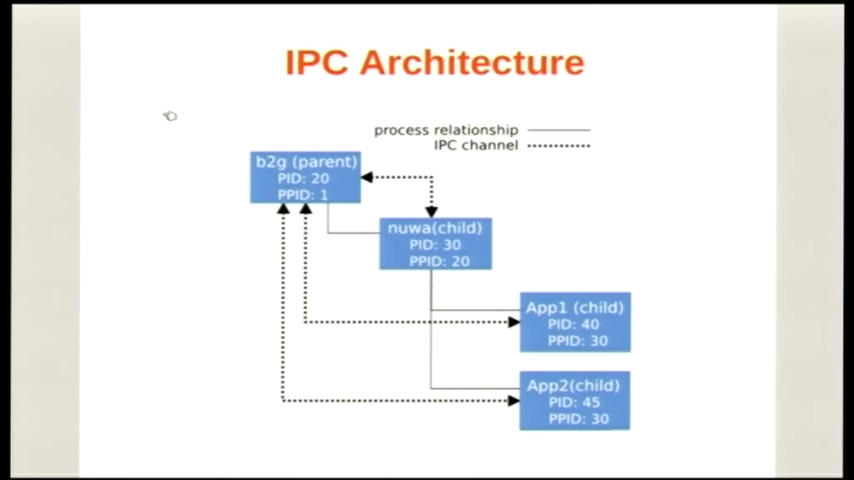 IPC Architecture
process relationship
IPC channel
b2g (parent)
PID: 20
PPID: 1
nuwa(child)
PID: 30
PPID: 20
App1 (child)
PID: 40
PPID: 30
App2(child)
PID: 45
PPID: 30